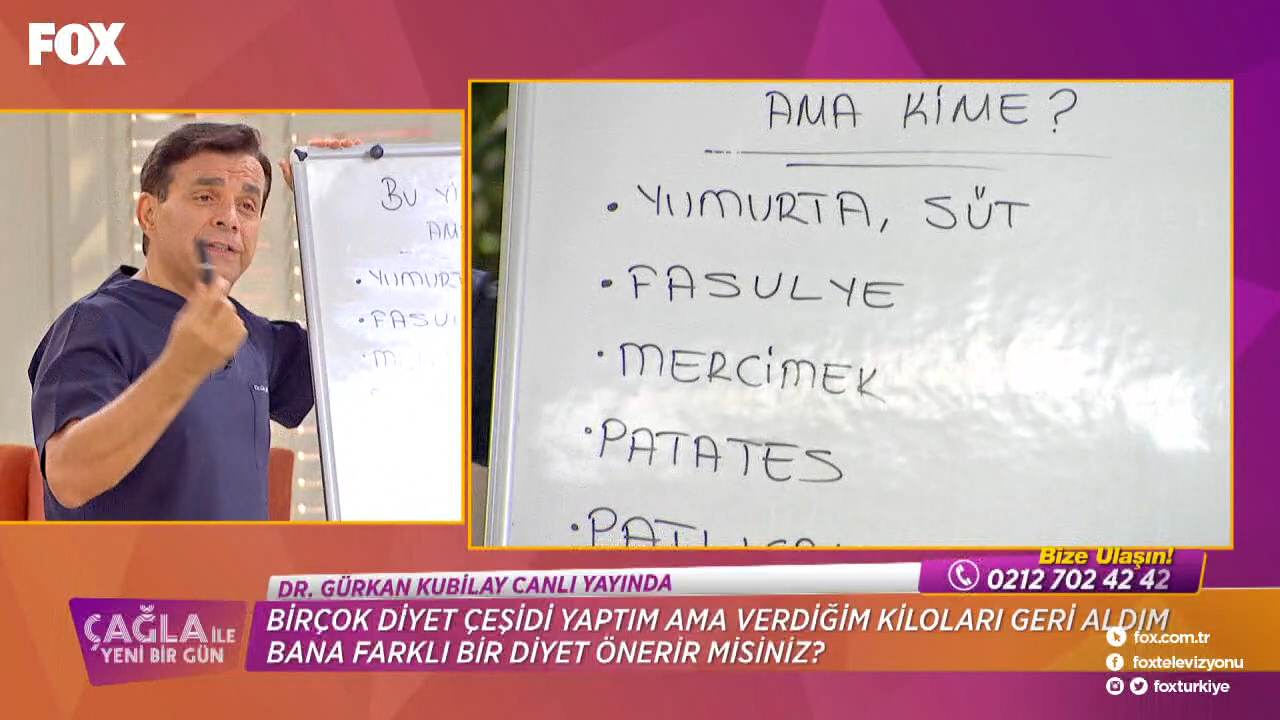 FOX
BU
YUMURT
FASUL
AMA KİME?
• YUMURTA, SÜT
• FASULYE
• MERCİMEK
• PATATES
Bize Ulaşın!
0212 702 42 42
DR. GÜRKAN KUBİLAY CANLI YAYINDA
ÇAĞLA İLE
YENİ BİR GÜN
BİRÇOK DİYET ÇEŞİDİ YAPTIM AMA VERDİĞİM KİLOLARI GERİ ALDIM
BANA FARKLI BİR DİYET ÖNERİR MİSİNİZ?
fox.com.tr
foxtelevizyonu
foxturkiye